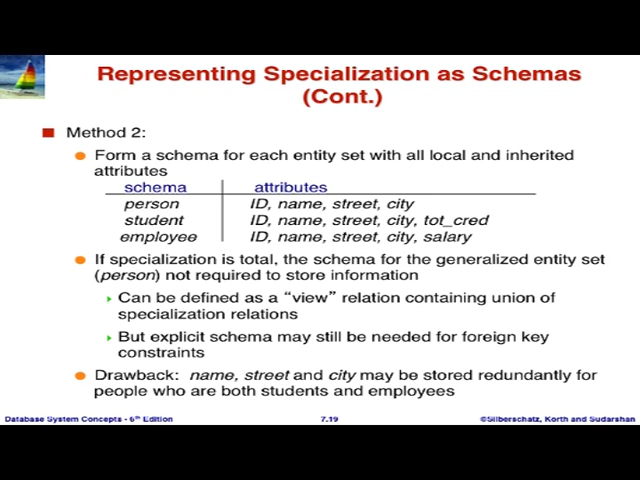 Representing Specialization as Schemas
(Cont.)
Method 2:
Form a schema for each entity set with all local and inherited
attributes
schema attributes
person ID, name, street, city
student ID, name, street, city, tot_cred
employee ID, name, street, city, salary
If specialization is total, the schema for the generalized entity set
(person) not required to store information
Can be defined as a “view” relation containing union of
specialization relations
But explicit schema may still be needed for foreign key
constraints
Drawback: name, street and city may be stored redundantly for
people who are both students and employees
Database System Concepts - 6th Edition 7.19 ©Silberschatz, Korth and Sudarshan